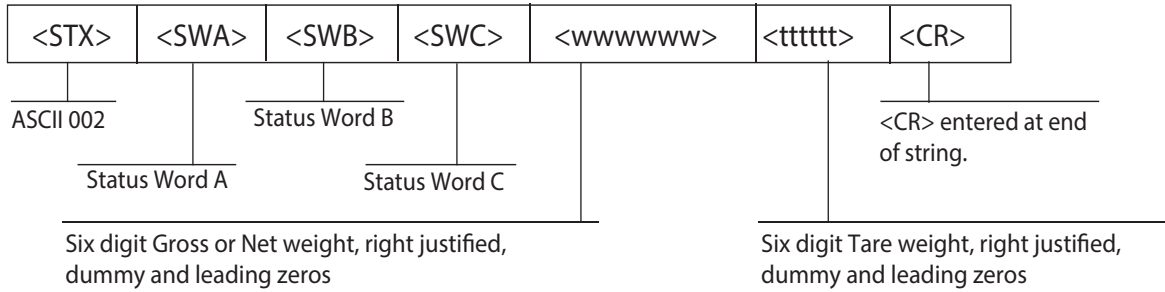 <STX> <SWA> <SWB> <SWC> <wwwwww> <tttttt> <CR>
ASCII 002
Status Word B
<CR> entered at end
of string.
Status Word A
Status Word C
Six digit Gross or Net weight, right justified,
dummy and leading zeros
Six digit Tare weight, right justified,
dummy and leading zeros